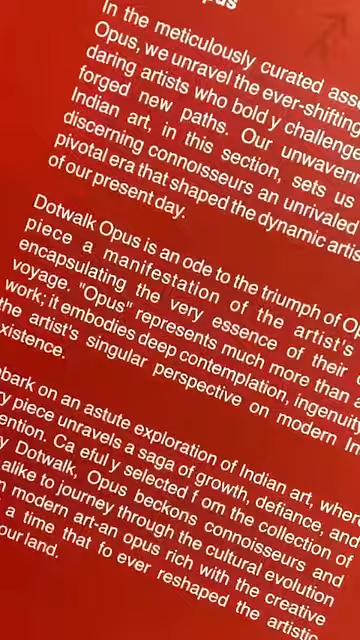 pus
In the meticulously curated ass
Opus, we unravel the ever-shifting
daring artists who bold y challenge
forged new paths. Our unwaveri
Indian art, in this section, sets us
discerning connoisseurs an unrivaled
pivotal era that shaped the dynamic artis
of our present day.
Dotwalk Opus is an ode to the triumph of Op
piece a manifestation of the artist's
encapsulating the very essence of their
voyage. "Opus" represents much more than a
work; it embodies deep contemplation, ingenuity
the artist's singular perspective on modern In
xistence.
bark on an astute exploration of Indian art, wher
y piece unravels a saga of growth, defiance, and
ention. Ca eful y selected f om the collection of
y Dotwalk, Opus beckons connoisseurs and
alike to journey through the cultural evolution
n modern art-an opus rich with the creative
a time that fo ever reshaped the artistic
our land.